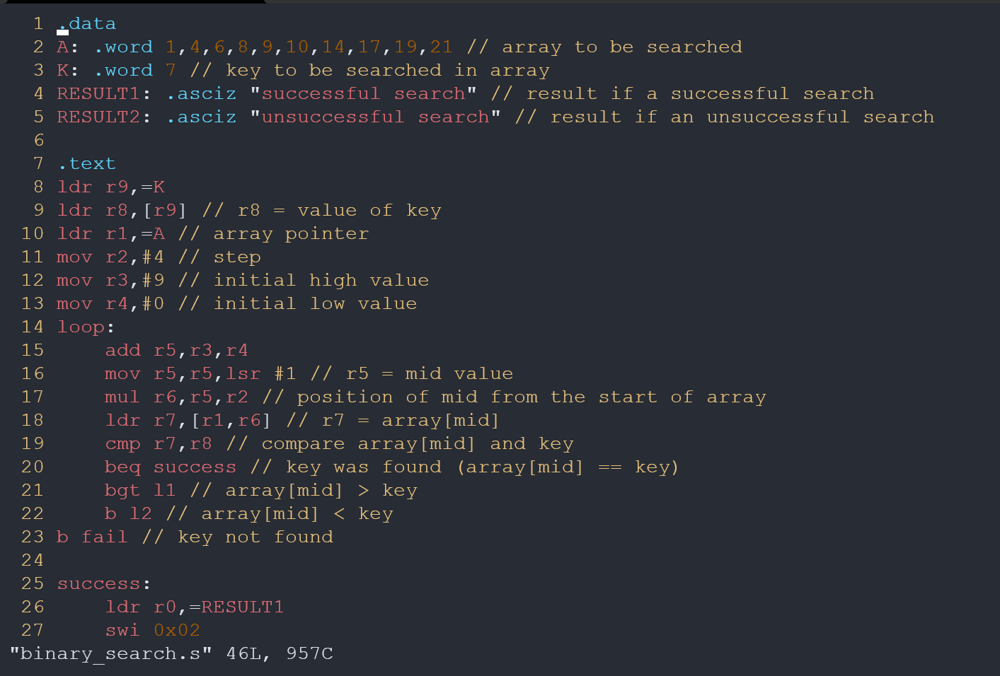 1 .data
2 A: .word 1,4,6,8,9,10,14,17,19,21 // array to be searched
3 K: .word 7 // key to be searched in array
4 RESULT1: .asciz "successful search" // result if a successful search
5 RESULT2: .asciz "unsuccessful search" // result if an unsuccessful search
6
7 .text
8 ldr r9,=K
9 ldr r8,[r9] // r8 = value of key
10 ldr r1,=A // array pointer
11 mov r2,#4 // step
12 mov r3,#9 // initial high value
13 mov r4,#0 // initial low value
14 loop:
15     add r5,r3,r4
16     mov r5,r5,lsr #1 // r5 = mid value
17     mul r6,r5,r2 // position of mid from the start of array
18     ldr r7,[r1,r6] // r7 = array[mid]
19     cmp r7,r8 // compare array[mid] and key
20     beq success // key was found (array[mid] == key)
21     bgt l1 // array[mid] > key
22     b l2 // array[mid] < key
23 b fail // key not found
24
25 success:
26     ldr r0,=RESULT1
27     swi 0x02
"binary_search.s" 46L, 957C